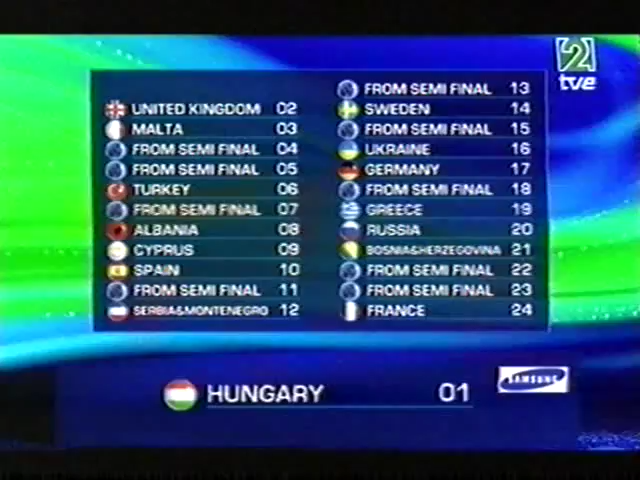 2
tve
UNITED KINGDOM 02
MALTA 03
FROM SEMI FINAL 04
FROM SEMI FINAL 05
TURKEY 06
FROM SEMI FINAL 07
ALBANIA 08
CYPRUS 09
SPAIN 10
FROM SEMI FINAL 11
SERBIA&MONTENEGRO 12
FROM SEMI FINAL 13
SWEDEN 14
FROM SEMI FINAL 15
UKRAINE 16
GERMANY 17
FROM SEMI FINAL 18
GREECE 19
RUSSIA 20
BOSNIA&HERZEGOVINA 21
FROM SEMI FINAL 22
FROM SEMI FINAL 23
FRANCE 24
HUNGARY 01
SAMSUNG